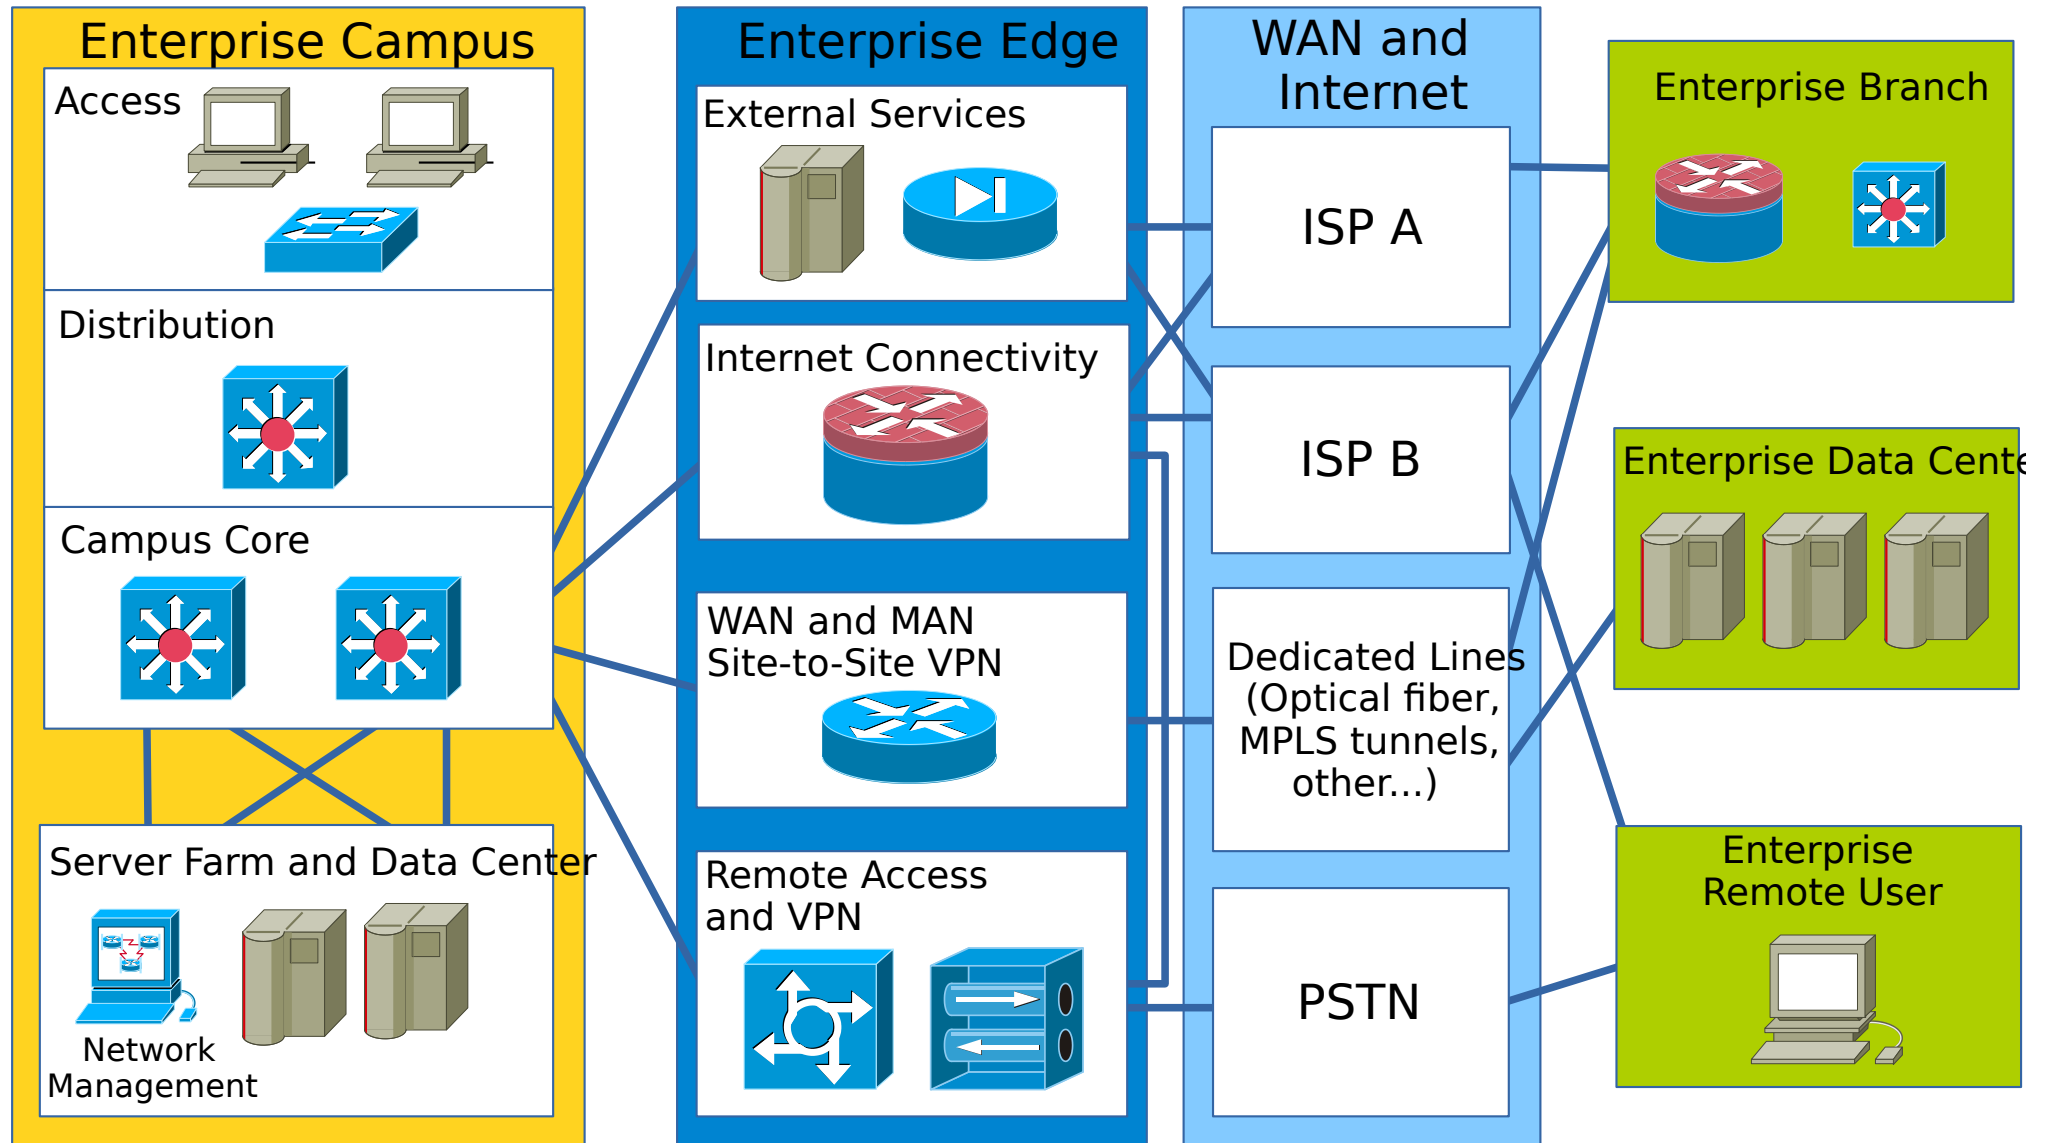 Enterprise Campus
Access
Distribution
Campus Core
Server Farm and Data Center
Network
Management
Enterprise Edge
External Services
Internet Connectivity
WAN and MAN
Site-to-Site VPN
Remote Access
and VPN
WAN and
Internet
ISP A
ISP B
Dedicated Lines
(Optical fiber,
MPLS tunnels,
other...)
PSTN
Enterprise Branch
Enterprise Data Cente
Enterprise
Remote User